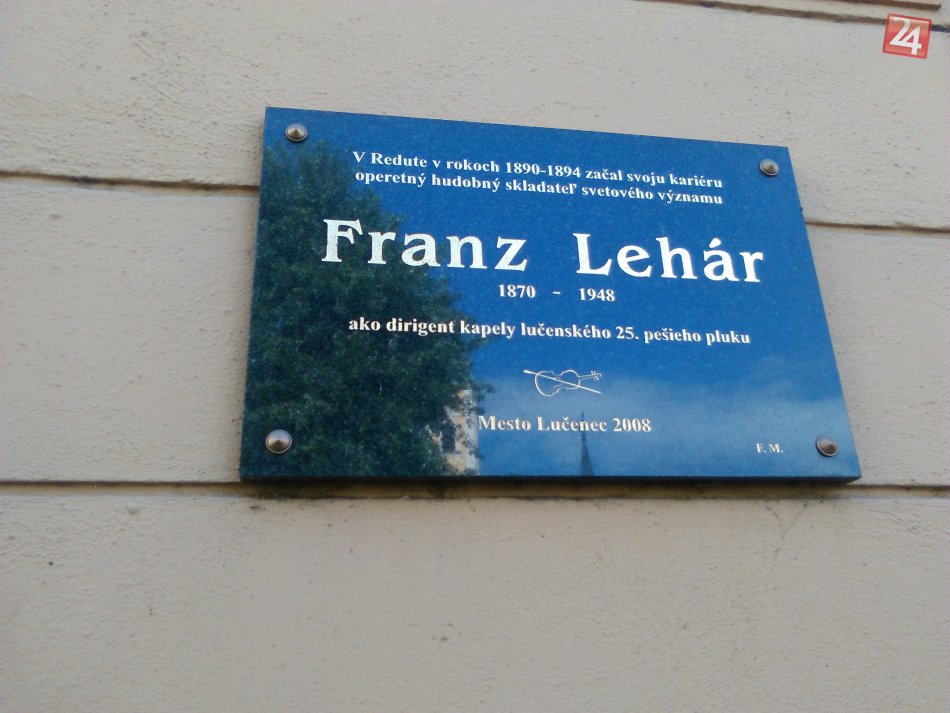 24
V Redute v rokoch 1890-1894 začal svoju kariéru
operetný hudobný skladateľ svetového významu
Franz Lehár
1870 - 1948
ako dirigent kapely lučenského 25. pešieho pluku
Mesto Lučenec 2008
F. M.